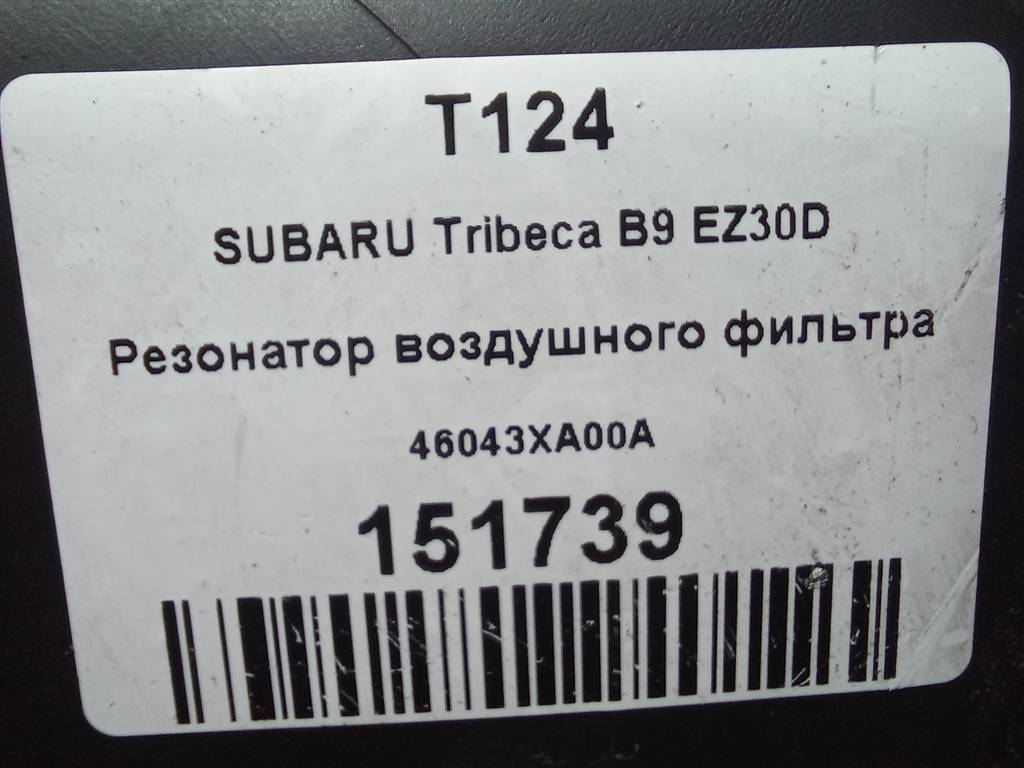 T124
SUBARU Tribeca B9 EZ30D
Резонатор воздушного фильтра
46043XA00A
151739